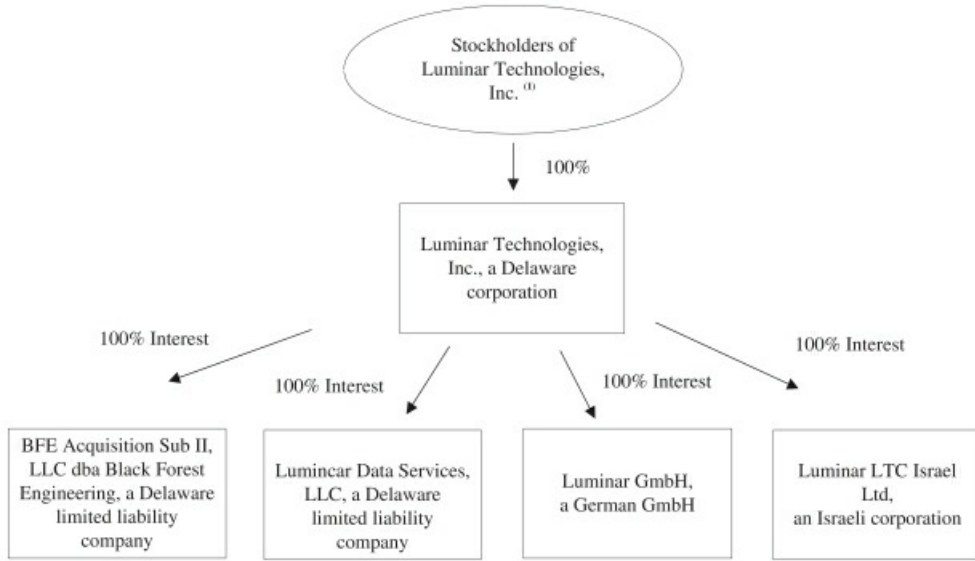 Stockholders of
Luminar Technologies,
Inc. (1)
100%
Luminar Technologies,
Inc., a Delaware
corporation
100% Interest
100% Interest
100% Interest
100% Interest
BFE Acquisition Sub II,
LLC dba Black Forest
Engineering, a Delaware
limited liability
company
Lumincar Data Services,
LLC, a Delaware
limited liability
company
Luminar GmbH,
a German GmbH
Luminar LTC Israel
Ltd,
an Israeli corporation